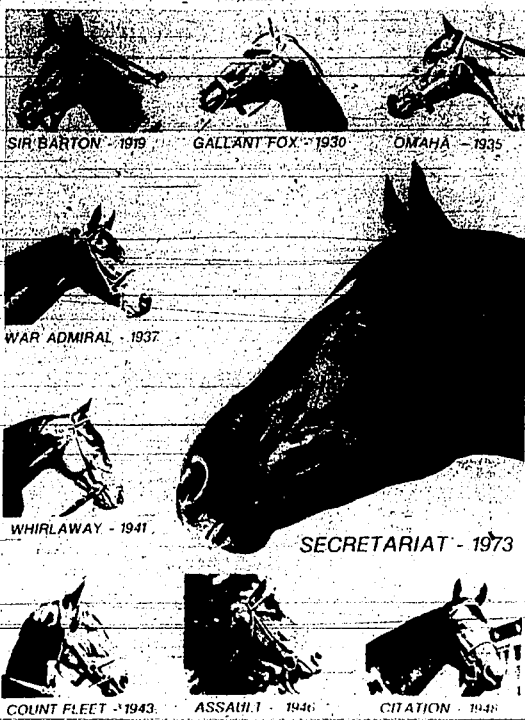 SIR BARTON - 1919
GALLANT FOX - 1930
OMAHA - 1935
WAR ADMIRAL - 1937
WHIRLAWAY - 1941
SECRETARIAT - 1973
COUNT FLEET - 1943
ASSAULT - 1946
CITATION - 1948